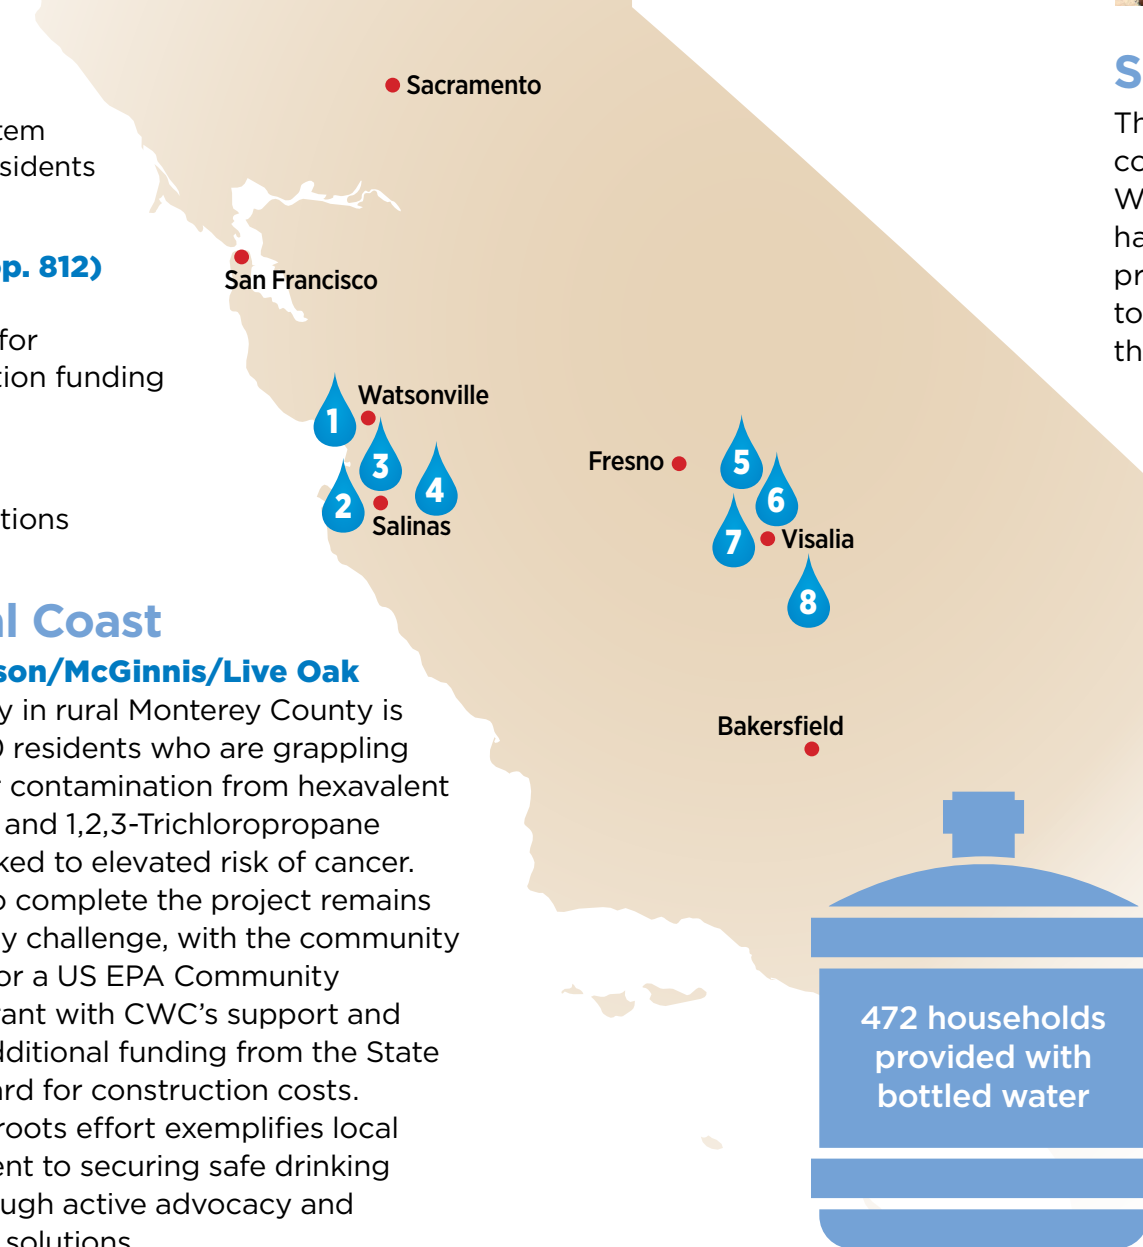 Sacramento
tem
sidents
p. 812)
San Francisco
for
tion funding
Watsonville
1
3
4
2
Salinas
Fresno
5
6
7
Visalia
8
tions
l Coast
son/McGinnis/Live Oak
y in rural Monterey County is
0 residents who are grappling
r contamination from hexavalent
and 1,2,3-Trichloropropane
ked to elevated risk of cancer.
o complete the project remains
y challenge, with the community
or a US EPA Community
rant with CWC’s support and
dditional funding from the State
ard for construction costs.
roots effort exemplifies local
ent to securing safe drinking
ugh active advocacy and
solutions
Bakersfield
472 households
provided with
bottled water
S
Th
co
W
ha
pr
to
th